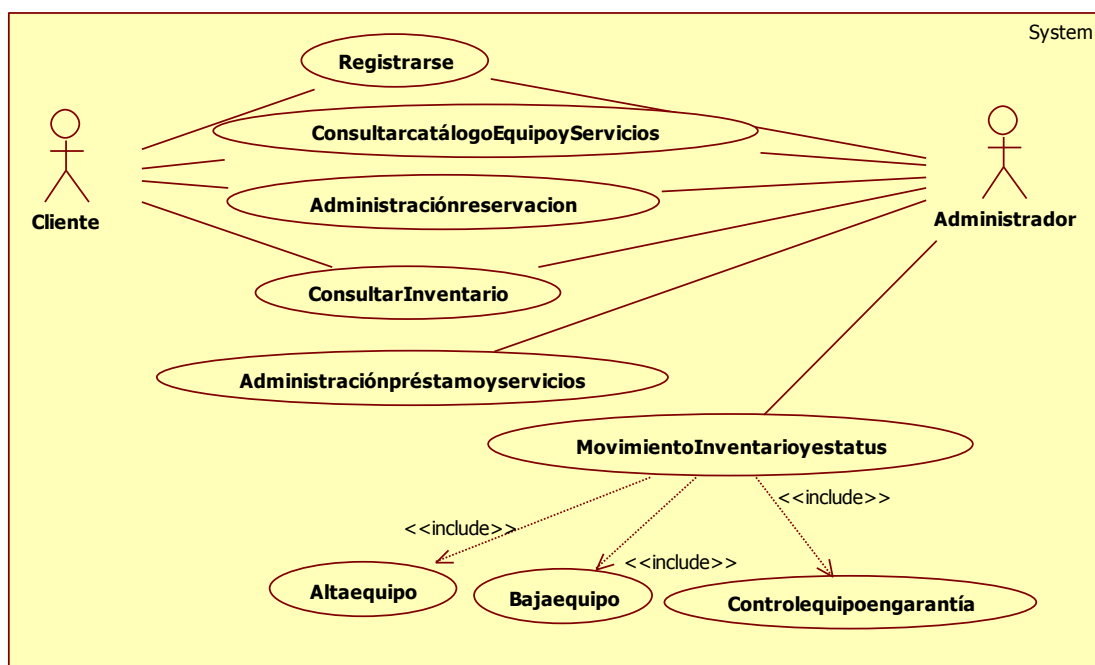 System
Registrarse
ConsultarcatálogoEquipoyServicios
Cliente
Administrador
Administraciónreservacion
ConsultarInventario
Administraciónpréstamoyservicios
MovimientoInventarioyestatus
<<include>>
<<include>>
<<include>>
Altaequipo
Bajaequipo
Controlequipoengarantía